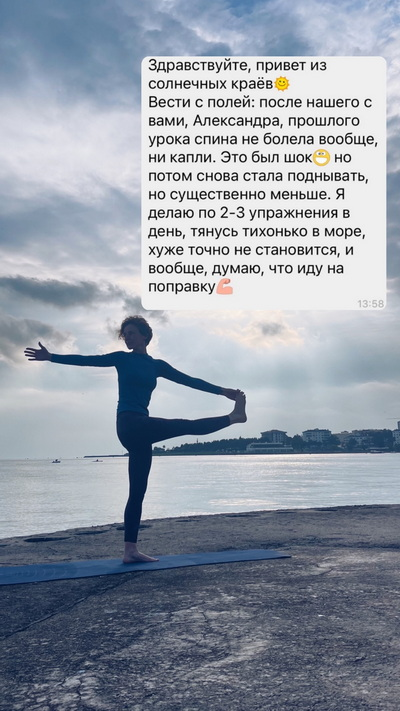 Здравствуйте, привет из
солнечных краёв🌞
Вести с полей: после нашего с
вами, Александра, прошлого
урока спина не болела вообще,
ни капли. Это был шок😷 но
потом снова стала поднывать,
но существенно меньше. Я
делаю по 2-3 упражнения в
день, тянусь тихонько в море,
хуже точно не становится, и
вообще, думаю, что иду на
поправку💪🏻
13:58